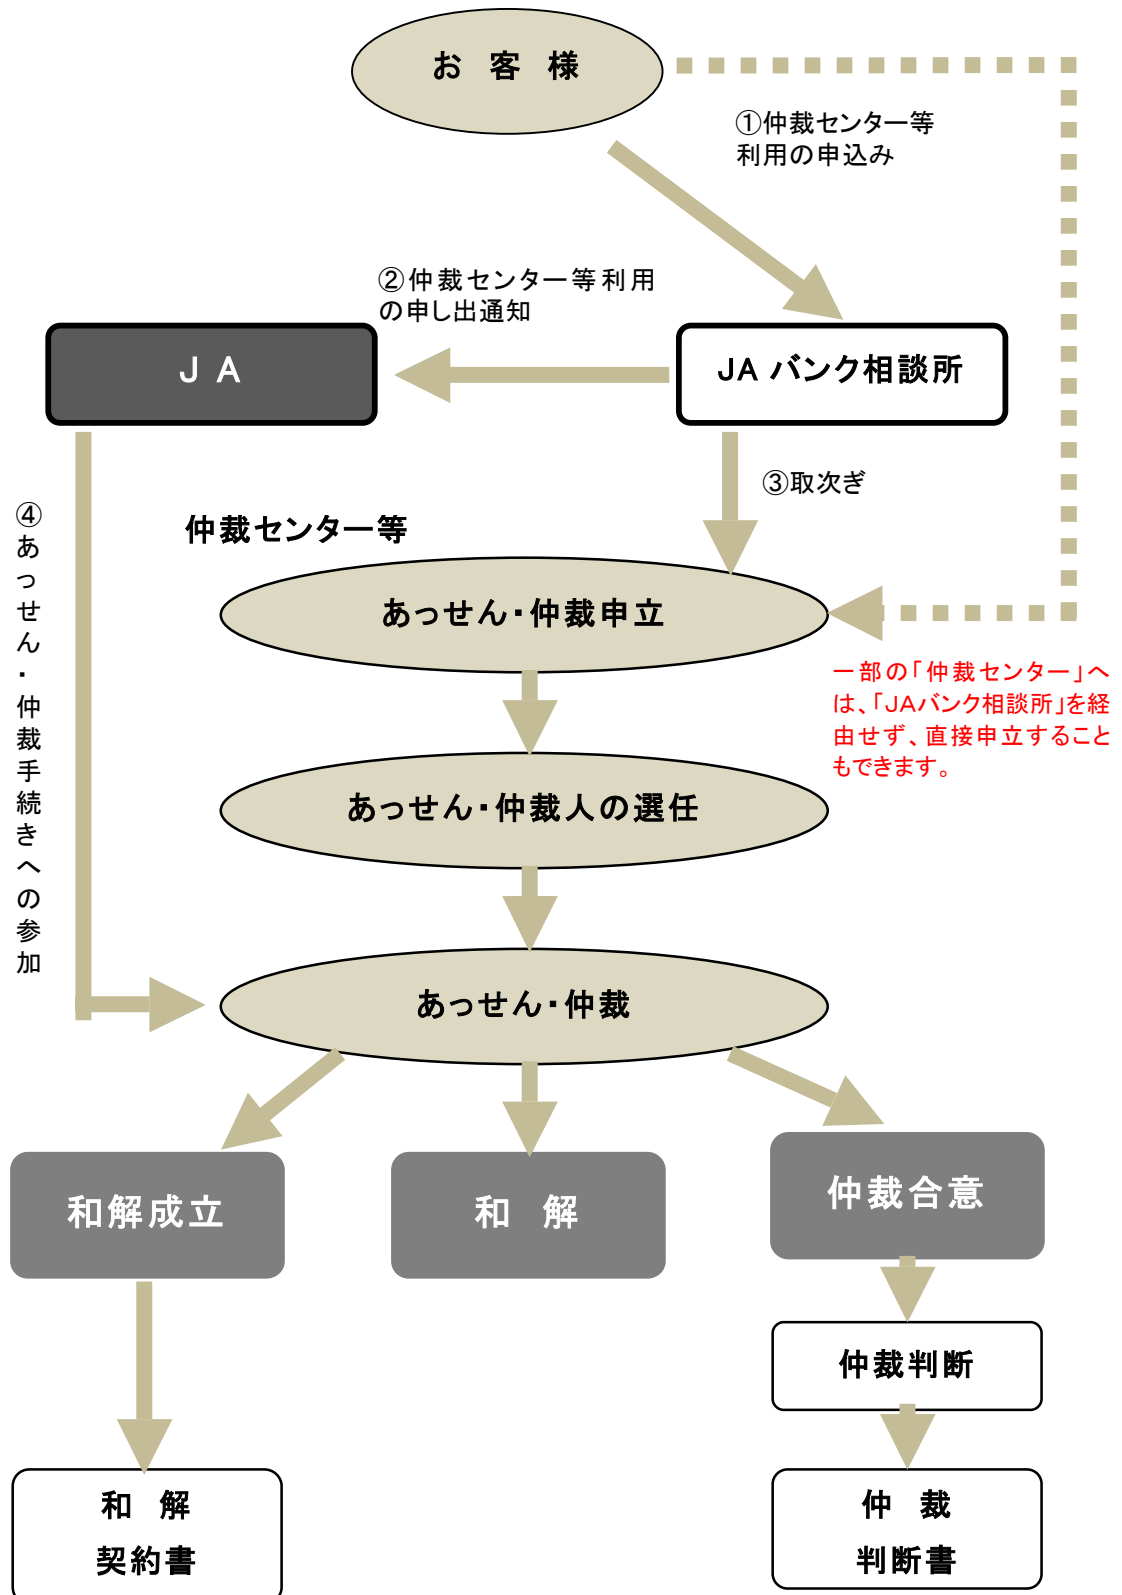 お 客 様
①仲裁センター等
利用の申込み
②仲裁センター等利用
の申し出通知
JA
JA バンク相談所
③取次ぎ
④あっせん・仲裁手続きへの参加
仲裁センター等
あっせん・仲裁申立
一部の「仲裁センター」へ
は、「JAバンク相談所」を経
由せず、直接申立すること
もできます。
あっせん・仲裁人の選任
あっせん・仲裁
和解成立
和 解
仲裁合意
仲裁判断
和 解
契約書
仲 裁
判断書